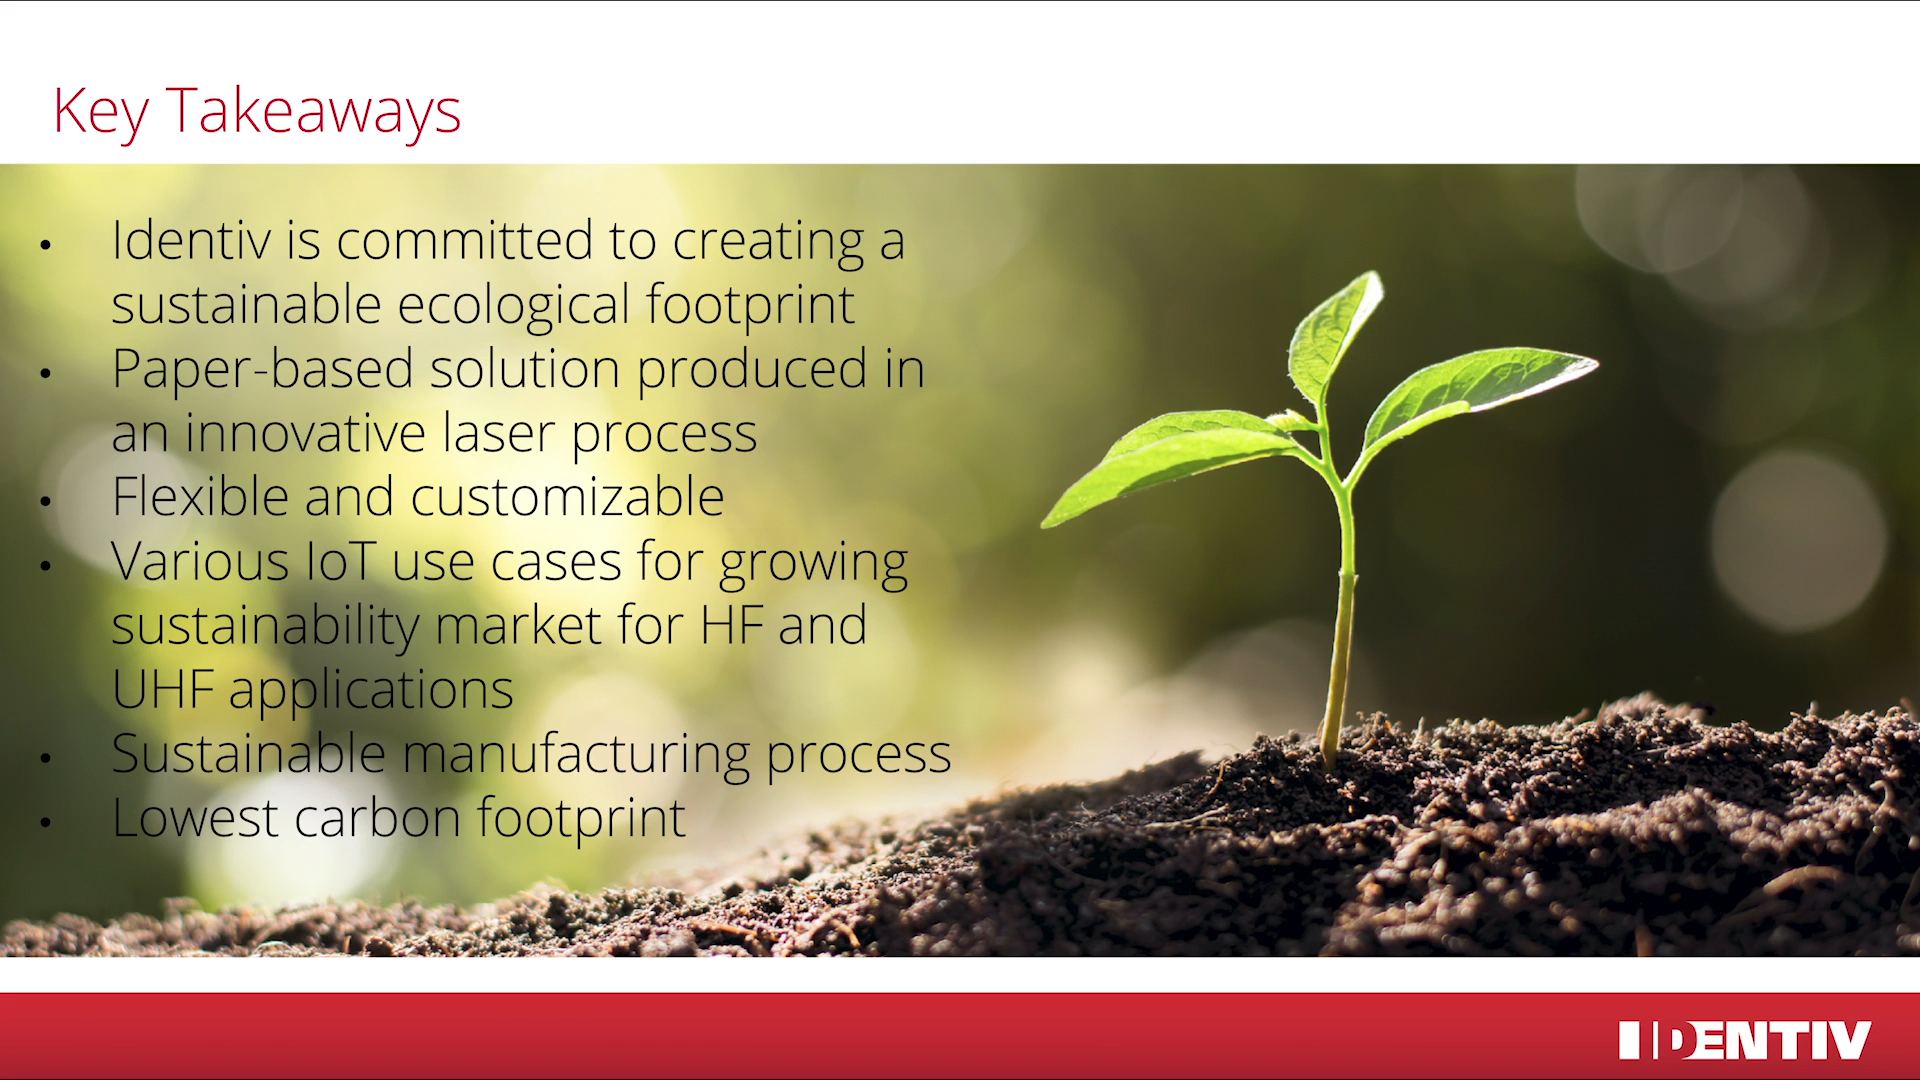 Key Takeaways
• Identiv is committed to creating a
sustainable ecological footprint
• Paper-based solution produced in
an innovative laser process
• Flexible and customizable
• Various IoT use cases for growing
sustainability market for HF and
UHF applications
• Sustainable manufacturing process
• Lowest carbon footprint
IDENTIV